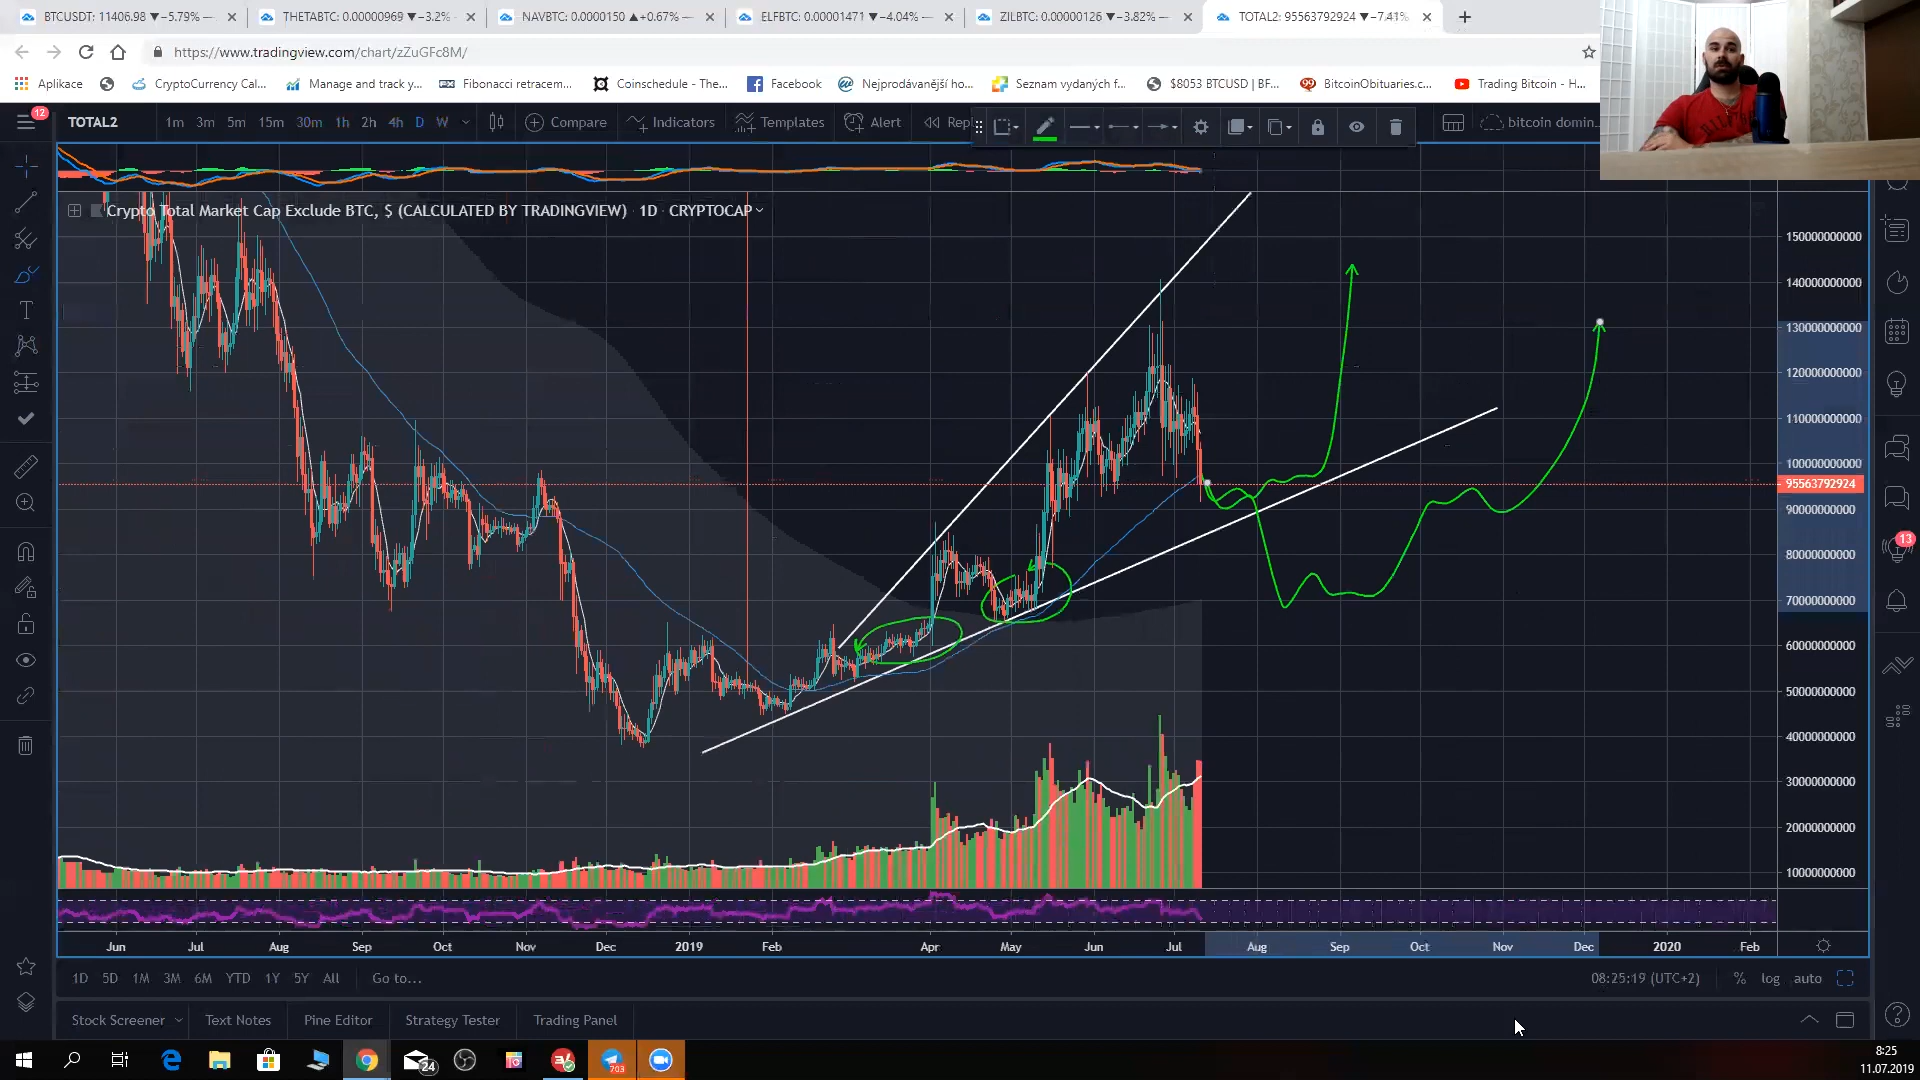 BTCUSDT: 11406.98 ▼−5.79% —
THETABTC: 0.00000969 ▼−3.2%
NAVBTC: 0.0000150 ▲+0.67% —
ELFBTC: 0.00001471 ▼−4.04% —
ZILBTC: 0.00000126 ▼−3.82% —
TOTAL2: 95563792924 ▼−7.41%
https://www.tradingview.com/chart/zZuGFc8M/
Aplikace
CryptoCurrency Cal...
Manage and track y...
Fibonacci retracem...
Coinschedule - The...
Facebook
Nejprodávanější ho...
Seznam vydaných f...
$8053 BTCUSD | BF...
BitcoinObituaries.c...
Trading Bitcoin - H...
12
TOTAL2
1m 3m 5m 15m 30m 1h 2h 4h D W
Compare
Indicators
Templates
Alert
Rep
bitcoin domin...
Crypto Total Market Cap Exclude BTC, $ (CALCULATED BY TRADINGVIEW) · 1D · CRYPTOCAP
150000000000
140000000000
130000000000
120000000000
110000000000
100000000000
95563792924
90000000000
80000000000
70000000000
60000000000
50000000000
40000000000
30000000000
20000000000
10000000000
13
Jun Jul Aug Sep Oct Nov Dec 2019 Feb Apr May Jun Jul Aug Sep Oct Nov Dec 2020 Feb
1D 5D 1M 3M 6M YTD 1Y 5Y All Go to...
08:25:19 (UTC+2) % log auto
Stock Screener
Text Notes
Pine Editor
Strategy Tester
Trading Panel
24
703
8:25
11.07.2019